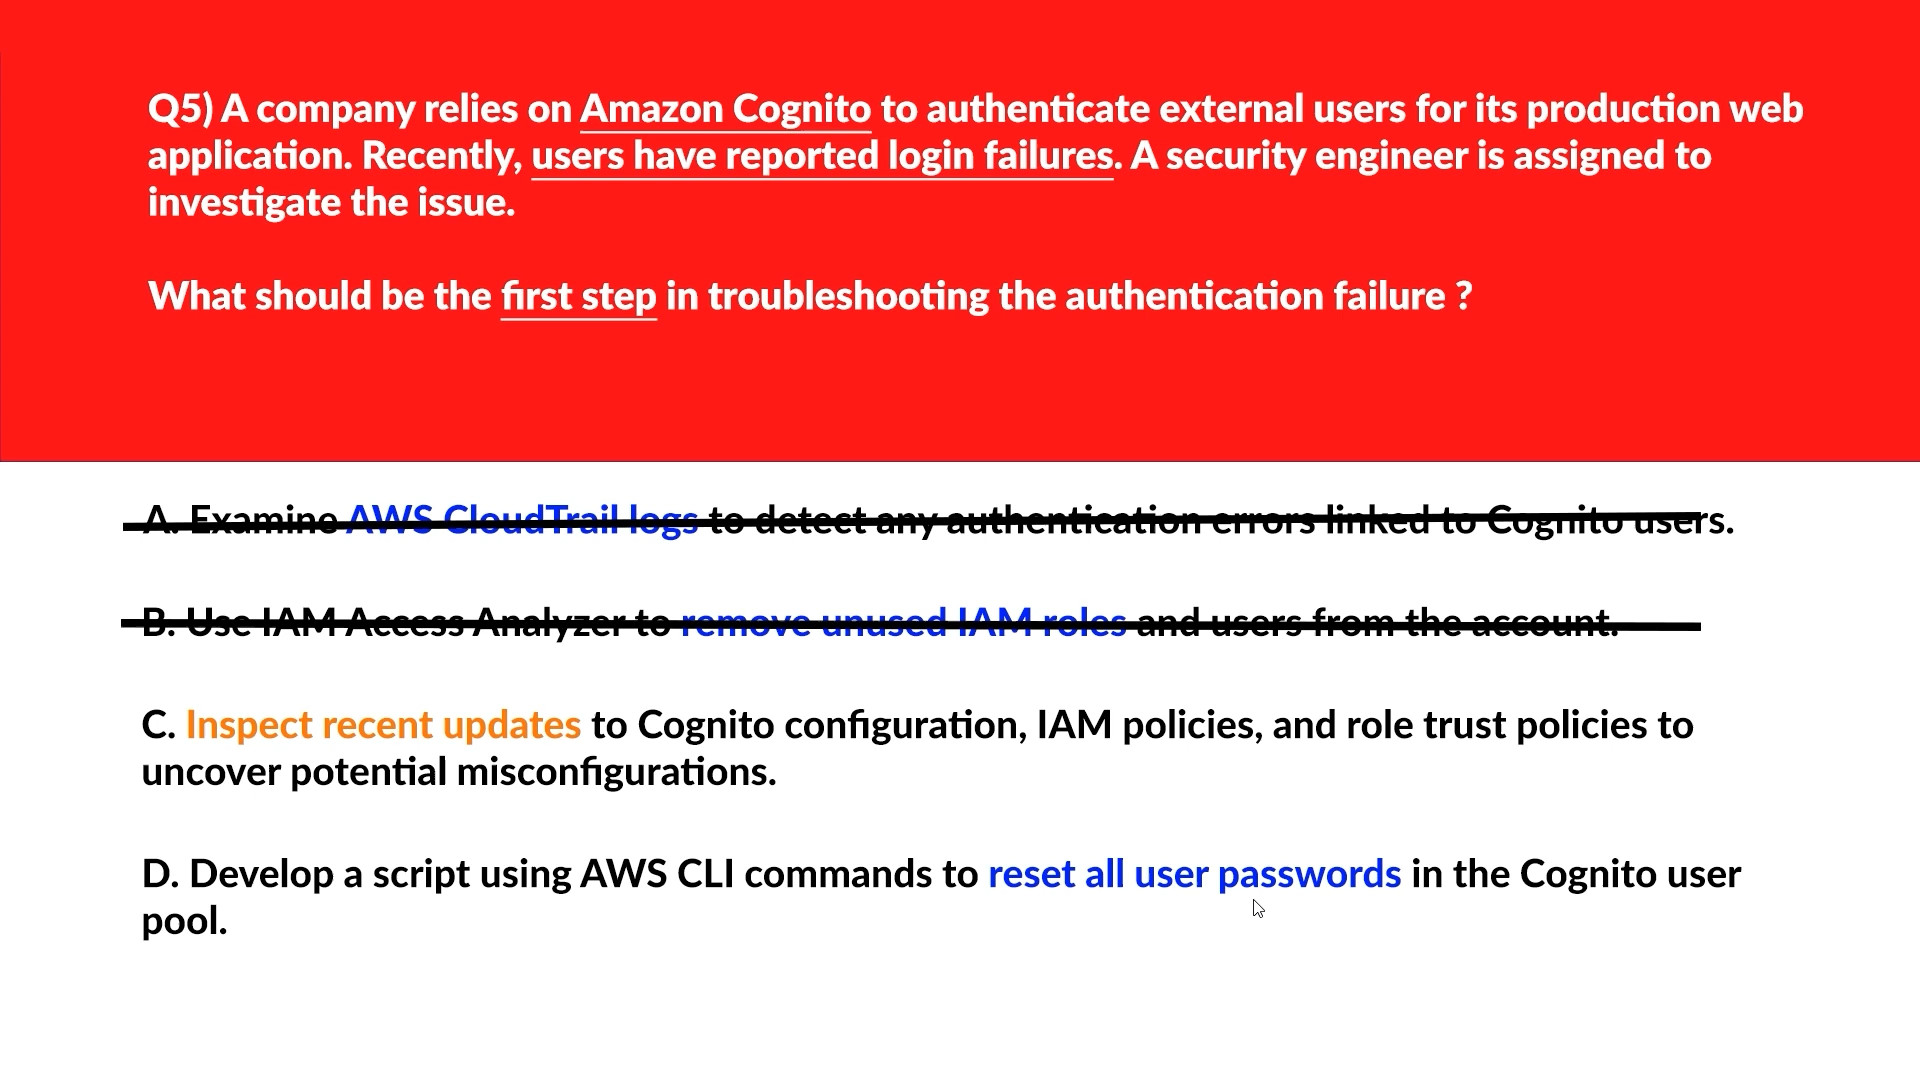 Q5) A company relies on Amazon Cognito to authenticate external users for its production web
application. Recently, users have reported login failures. A security engineer is assigned to
investigate the issue.
What should be the first step in troubleshooting the authentication failure ?
A. Examine AWS CloudTrail logs to detect any authentication errors linked to Cognito users.
B. Use IAM Access Analyzer to remove unused IAM roles and users from the account.
C. Inspect recent updates to Cognito configuration, IAM policies, and role trust policies to
uncover potential misconfigurations.
D. Develop a script using AWS CLI commands to reset all user passwords in the Cognito user
pool.